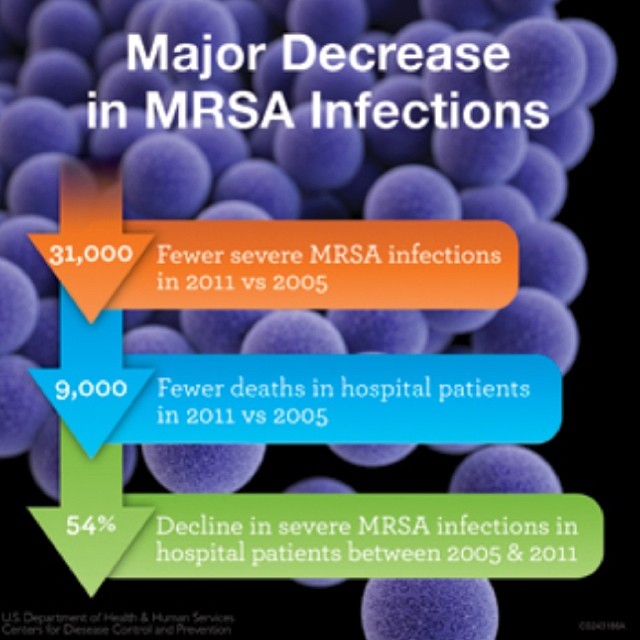 Major Decrease
in MRSA Infections
31,000
Fewer severe MRSA infections
in 2011 vs 2005
9,000
Fewer deaths in hospital patients
in 2011 vs 2005
54%
Decline in severe MRSA infections in
hospital patients between 2005 & 2011
U.S. Department of Health & Human Services
Centers for Disease Control and Prevention